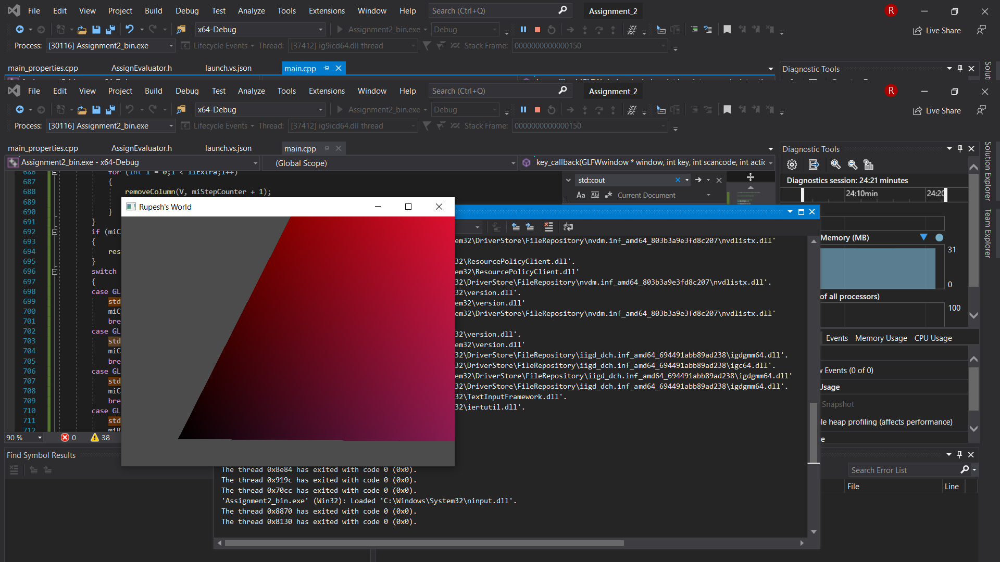 File Edit View Project Build Debug Test Analyze Tools Extensions Window Help Search (Ctrl+Q) Assignment_2 R
x64-Debug Assignment2_bin.exe Debug Live Share
Process: [30116] Assignment2_bin.exe Lifecycle Events Thread: [37412] ig9icd64.dll thread Stack Frame: 0000000000000150
main_properties.cpp AssignEvaluator.h launch.vs.json main.cpp Diagnostic Tools
File Edit View Project Build Debug Test Analyze Tools Extensions Window Help Search (Ctrl+Q) Assignment_2 R
x64-Debug Assignment2_bin.exe Debug Live Share
Process: [30116] Assignment2_bin.exe Lifecycle Events Thread: [37412] ig9icd64.dll thread Stack Frame: 0000000000000150
main_properties.cpp AssignEvaluator.h launch.vs.json main.cpp Diagnostic Tools
Assignment2_bin.exe - x64-Debug (Global Scope) key_callback(GLFWwindow * window, int key, int scancode, int actic
687 {
688 removeColumn(V, miStepCounter + 1);
689
690 }
691 }
692 if (miC
693 {
694 res
695 }
696 switch
697 {
698 case GL
699 std
700 miC
701 bre
702 case GL
703 std
704 miC
705 bre
706 case GL
707 std
708 miC
709 bre
710 case GL
711 std
712
std::cout
Aa Ab Current Document
Diagnostics session: 24:21 minutes
24:10min 24:20
Solution Explorer
Team Explorer
Rupesh's World
em32\DriverStore\FileRepository\nvdm.inf_amd64_803b3a9e3fd8c207\nvdlistx.dll'
32\ResourcePolicyClient.dll'.
em32\ResourcePolicyClient.dll'
32\DriverStore\FileRepository\nvdm.inf_amd64_803b3a9e3fd8c207\nvdlistx.dll'.
32\version.dll'.
em32\version.dll'
em32\DriverStore\FileRepository\nvdm.inf_amd64_803b3a9e3fd8c207\nvdlistx.dll'
32\version.dll'.
em32\version.dll'
32\DriverStore\FileRepository\iigd_dch.inf_amd64_694491abb89ad238\igdgmm64.dll'.
32\DriverStore\FileRepository\iigd_dch.inf_amd64_694491abb89ad238\igc64.dll'.
em32\DriverStore\FileRepository\iigd_dch.inf_amd64_694491abb89ad238\igdgmm64.dll'
32\DriverStore\FileRepository\iigd_dch.inf_amd64_694491abb89ad238\igdgmm64.dll'.
32\TextInputFramework.dll'.
32\iertutil.dll'.
The thread 0x8e84 has exited with code 0 (0x0).
The thread 0x919c has exited with code 0 (0x0).
The thread 0x70cc has exited with code 0 (0x0).
'Assignment2_bin.exe' (Win32): Loaded 'C:\Windows\System32\ninput.dll'.
The thread 0x8870 has exited with code 0 (0x0).
The thread 0x8130 has exited with code 0 (0x0).
Memory (MB)
31
0
of all processors)
100
Events Memory Usage CPU Usage
w Events (0 of 0)
Usage
Snapshot
le heap profiling (affects performance)
e
90 % 0 38
Find Symbol Results
Search Error List
File Line